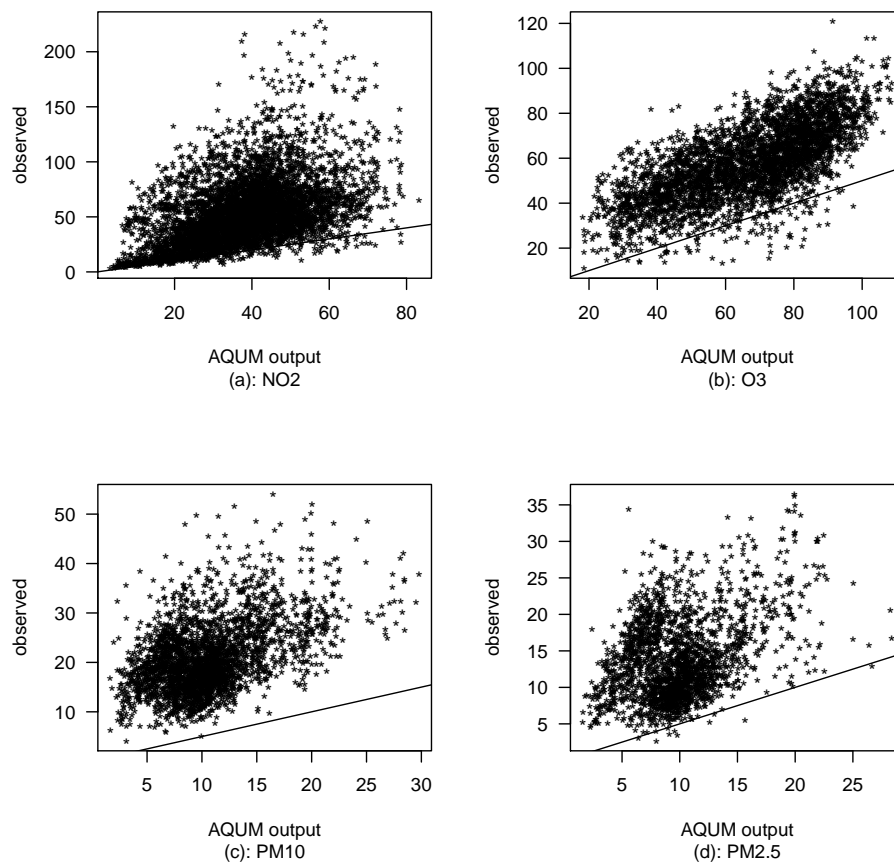 200
150
100
50
0
observed
20 40 60 80
AQUM output
(a): NO2
120
100
80
60
40
20
observed
20 40 60 80 100
AQUM output
(b): O3
50
40
30
20
10
observed
5 10 15 20 25 30
AQUM output
(c): PM10
35
30
25
20
15
10
5
observed
5 10 15 20 25
AQUM output
(d): PM2.5